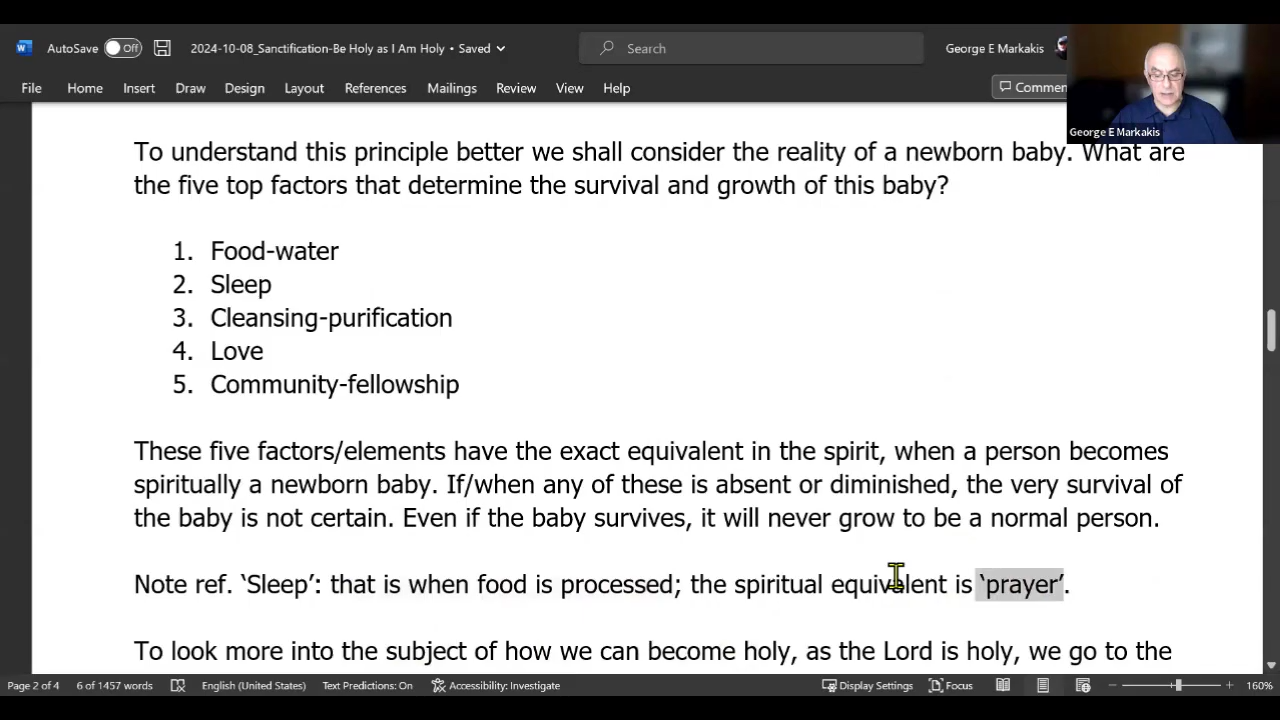 AutoSave Off 2024-10-08_Sanctification-Be Holy as I Am Holy • Saved Search George E Markakis
File Home Insert Draw Design Layout References Mailings Review View Help Commen
George E Markakis
To understand this principle better we shall consider the reality of a newborn baby. What are
the five top factors that determine the survival and growth of this baby?
1. Food-water
2. Sleep
3. Cleansing-purification
4. Love
5. Community-fellowship
These five factors/elements have the exact equivalent in the spirit, when a person becomes
spiritually a newborn baby. If/when any of these is absent or diminished, the very survival of
the baby is not certain. Even if the baby survives, it will never grow to be a normal person.
Note ref. ‘Sleep’: that is when food is processed; the spiritual equivalent is ‘prayer’.
To look more into the subject of how we can become holy, as the Lord is holy, we go to the
Page 2 of 4 6 of 1457 words English (United States) Text Predictions: On Accessibility: Investigate Display Settings Focus 160%